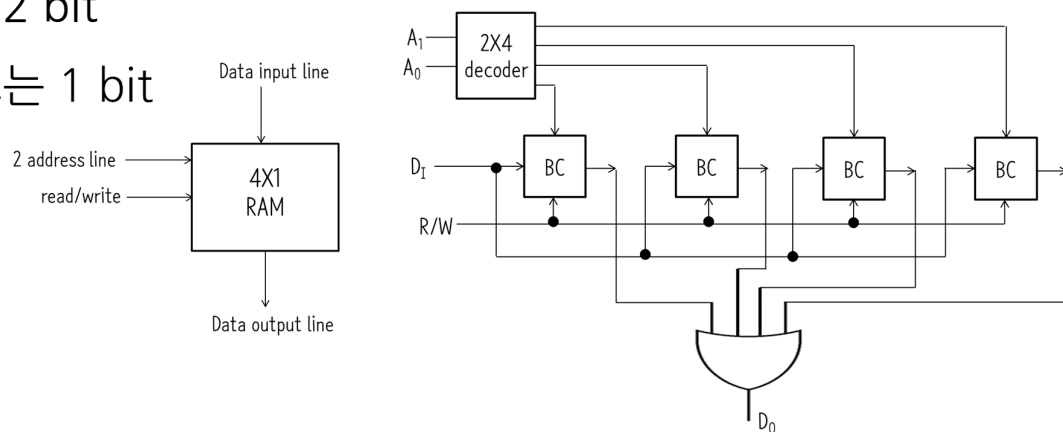 2 bit
는 1 bit
Data input line
2 address line
read/write
4X1
RAM
Data output line
A₁
A₀
2X4
decoder
D_I
BC
BC
BC
BC
R/W
D₀